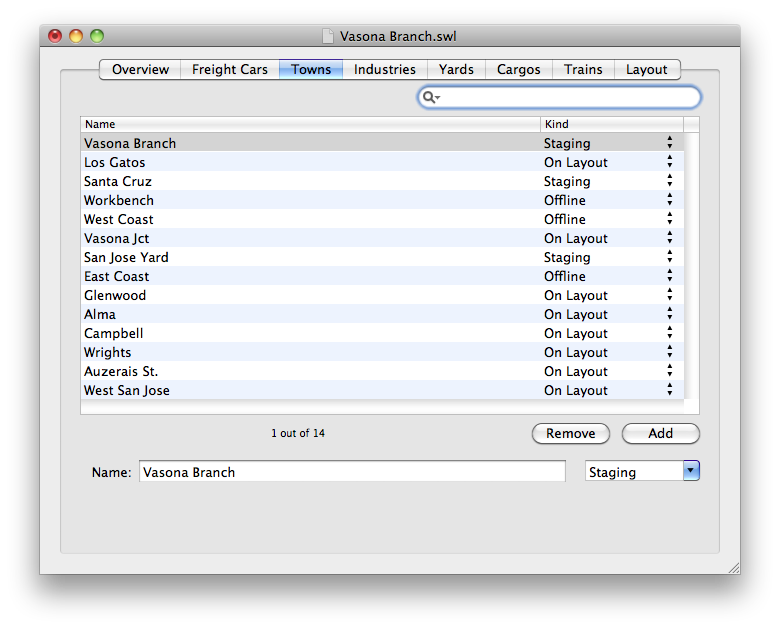 Vasona Branch.swl
Overview Freight Cars Towns Industries Yards Cargos Trains Layout
Name Kind
Vasona Branch Staging
Los Gatos On Layout
Santa Cruz Staging
Workbench Offline
West Coast Offline
Vasona Jct On Layout
San Jose Yard Staging
East Coast Offline
Glenwood On Layout
Alma On Layout
Campbell On Layout
Wrights On Layout
Auzerais St. On Layout
West San Jose On Layout
1 out of 14 Remove Add
Name: Vasona Branch Staging